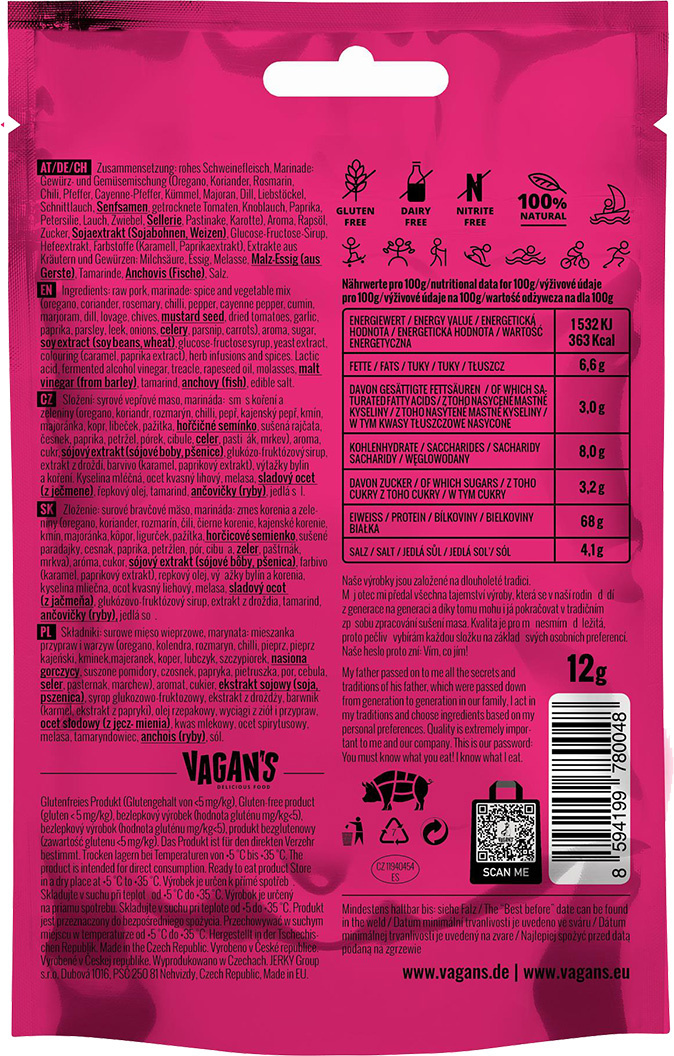 AT/DE/CH Zusammensetzung: rohes Schweinefleisch, Marinade:
Gewürz- und Gemüsemischung (Oregano, Koriander, Rosmarin,
Chili, Pfeffer, Cayenne-Pfeffer, Kümmel, Majoran, Dill, Liebstöckel,
Schnittlauch, Senfsamen, getrocknete Tomaten, Knoblauch, Paprika,
Petersilie, Lauch, Zwiebel, Sellerie, Pastinake, Karotte), Aroma, Rapsöl,
Zucker, Sojaextrakt (Sojabohnen, Weizen), Glucose-Fructose-Sirup,
Hefeextrakt, Farbstoffe (Karamell, Paprikaextrakt), Extrakte aus
Kräutern und Gewürzen: Milchsäure, Essig, Melasse, Malz-Essig (aus
Gerste), Tamarinde, Anchovis (Fische), Salz.
EN Ingredients: raw pork, marinade: spice and vegetable mix
(oregano, coriander, rosemary, chilli, pepper, cayenne pepper, cumin,
marjoram, dill, lovage, chives, mustard seed, dried tomatoes, garlic,
paprika, parsley, leek, onions, celery, parsnip, carrots), aroma, sugar,
soy extract (soy beans, wheat), glucose-fructose syrup, yeast extract,
colouring (caramel, paprika extract), herb infusions and spices. Lactic
acid, fermented alcohol vinegar, treacle, rapeseed oil, molasses, malt
vinegar (from barley), tamarind, anchovy (fish), edible salt.
CZ Složení: syrové vepřové maso, marináda: sm s koření a
zeleniny (oregano, koriandr, rozmarýn, chilli, pepř, kajenský pepř, kmín,
majoránka, kopr, libeček, pažitka, hořčičné semínko, sušená rajčata,
česnek, paprika, petržel, pórek, cibule, celer, pasti ák, mrkev), aroma,
cukr, sójový extrakt (sójové boby, pšenice), glukózo-fruktózový sirup,
extrakt z droždí, barvivo (karamel, paprikový extrakt), výtažky bylin
a koření. Kyselina mléčná, ocet kvasný lihový, melasa, sladový ocet
(z ječmene), řepkový olej, tamarind, ančovičky (ryby), jedlá s l.
SK Zloženie: surové bravčové mäso, marináda: zmes korenia a zele-
niny (oregano, koriander, rozmarín, čili, čierne korenie, kajenské korenie,
kmín, majoránka, kôpor, ligurček, pažítka, horčicové semienko, sušené
paradajky, cesnak, paprika, petržlen, pór, cibu a, zeler, paštrnák,
mrkva), aróma, cukor, sójový extrakt (sójové bôby, pšenica), farbivo
(karamel, paprikový extrakt), repkový olej, vý ažky bylin a korenia,
kyselina mliečna, ocot kvasný liehový, melasa, sladový ocot
(z jačmeňa), glukózovo-fruktózový sirup, extrakt z droždia, tamarind,
ančovičky (ryby), jedlá so .
PL Składniki: surowe mięso wieprzowe, marynata: mieszanka
przypraw i warzyw (oregano, kolendra, rozmaryn, chilli, pieprz, pieprz
kajeński, kminek, majeranek, koper, lubczyk, szczypiorek, nasiona
gorczycy, suszone pomidory, czosnek, papryka, pietruszka, por, cebula,
seler, pasternak, marchew), aromat, cukier, ekstrakt sojowy (soja,
pszenica), syrop glukozowo-fruktozowy, ekstrakt z drożdży, barwnik
(karmel, ekstrakt z papryki), olej rzepakowy, wyciągi z ziół i przypraw,
ocet słodowy (z jęcz- mienia), kwas mlekowy, ocet spirytusowy,
melasa, tamaryndowiec, anchois (ryby), sól.
VAGAN'S
DELICIOUS FOOD
Glutenfreies Produkt (Glutengehalt von <5 mg/kg), Gluten-free product
(gluten < 5 mg/kg), bezlepkový výrobek (hodnota gluténu mg/kg<5),
bezlepkový výrobok (hodnota gluténu mg/kg<5), produkt bezglutenowy
(zawartość glutenu<5 mg/kg). Das Produkt ist für den direkten Verzehr
bestimmt. Trocken lagern bei Temperaturen von +5 °C bis +35 °C. The
product is intended for direct consumption. Ready to eat product Store
in a dry place at +5 °C to +35 °C. Výrobek je určen k přímé spotřeb .
Skladujte v suchu při teplot od +5 °C do +35 °C. Výrobok je určený
na priamu spotrebu. Skladujte v suchu pri teplote od +5 do +35 °C. Produkt
jest przeznaczony do bezpośredniego spożycia. Przechowywać w suchym
miejscu w temperaturze od +5 °C do +35 °C. Hergestellt in der Tschechis-
chen Republik. Made in the Czech Republic. Vyrobeno v České republice.
Vyrobené v Českej republike. Wyprodukowano w Czechach. JERKY Group
s.r.o, Dubová 1016, PSČ 250 81 Nehvizdy, Czech Republic, Made in EU.
GLUTEN
FREE
DAIRY
FREE
N
NITRITE
FREE
100%
NATURAL
Nährwerte pro 100g/nutritional data for 100g/výživové údaje
pro 100g/výživové údaje na 100g/wartość odżywcza na dla 100g
ENERGIEWERT / ENERGY VALUE / ENERGETICKÁ
HODNOTA / ENERGETICKA HODNOTA / WARTOŚĆ
ENERGETYCZNA
1 532 KJ
363 Kcal
FETTE / FATS / TUKY / TUKY / TŁUSZCZ
6,6 g
DAVON GESÄTTIGTE FETTSÄUREN / OF WHICH SA-
TURATED FATTY ACIDS / Z TOHO NASYCENÉ MASTNÉ
KYSELINY / Z TOHO NASYTENÉ MASTNÉ KYSELINY /
W TYM KWASY TŁUSZCZOWE NASYCONE
3,0 g
KOHLENHYDRATE / SACCHARIDES / SACHARIDY
SACHARIDY / WĘGLOWODANY
8,0 g
DAVON ZUCKER / OF WHICH SUGARS / Z TOHO
CUKRY Z TOHO CUKRY / W TYM CUKRY
3,2 g
EIWEISS / PROTEIN / BÍLKOVINY / BIELKOVINY
BIAŁKA
68 g
SALZ / SALT / JEDLÁ SŮL / JEDLÁ SOĽ / SÓL
4,1 g
Naše výrobky jsou založené na dlouholeté tradici.
M j otec mi předal všechna tajemství výroby, která se v naší rodin d dí
z generace na generaci a díky tomu mohu i já pokračovat v tradičním
zp sobu zpracování sušení masa. Kvalita je pro m nesmírn d ležitá,
proto pečliv vybírám každou složku na základ svých osobních preferencí.
Naše heslo proto zní: Vím, co jím!
My father passed on to me all the secrets and
traditions of his father, which were passed down
from generation to generation in our family, I act in
my traditions and choose ingredients based on my
personal preferences. Quality is extremely impor-
tant to me and our company. This is our password:
You must know what you eat! I know what I eat.
12g
8 594199 780048
7
CZ 11940454
ES
SCAN ME
Mindestens haltbar bis: siehe Falz / The "Best before" date can be found
in the weld / Datum minimální trvanlivosti je uvedeno ve sváru / Dátum
minimálnej trvanlivosti je uvedený na zvare / Najlepiej spożyć przed datą
podaną na zgrzewie
www.vagans.de | www.vagans.eu